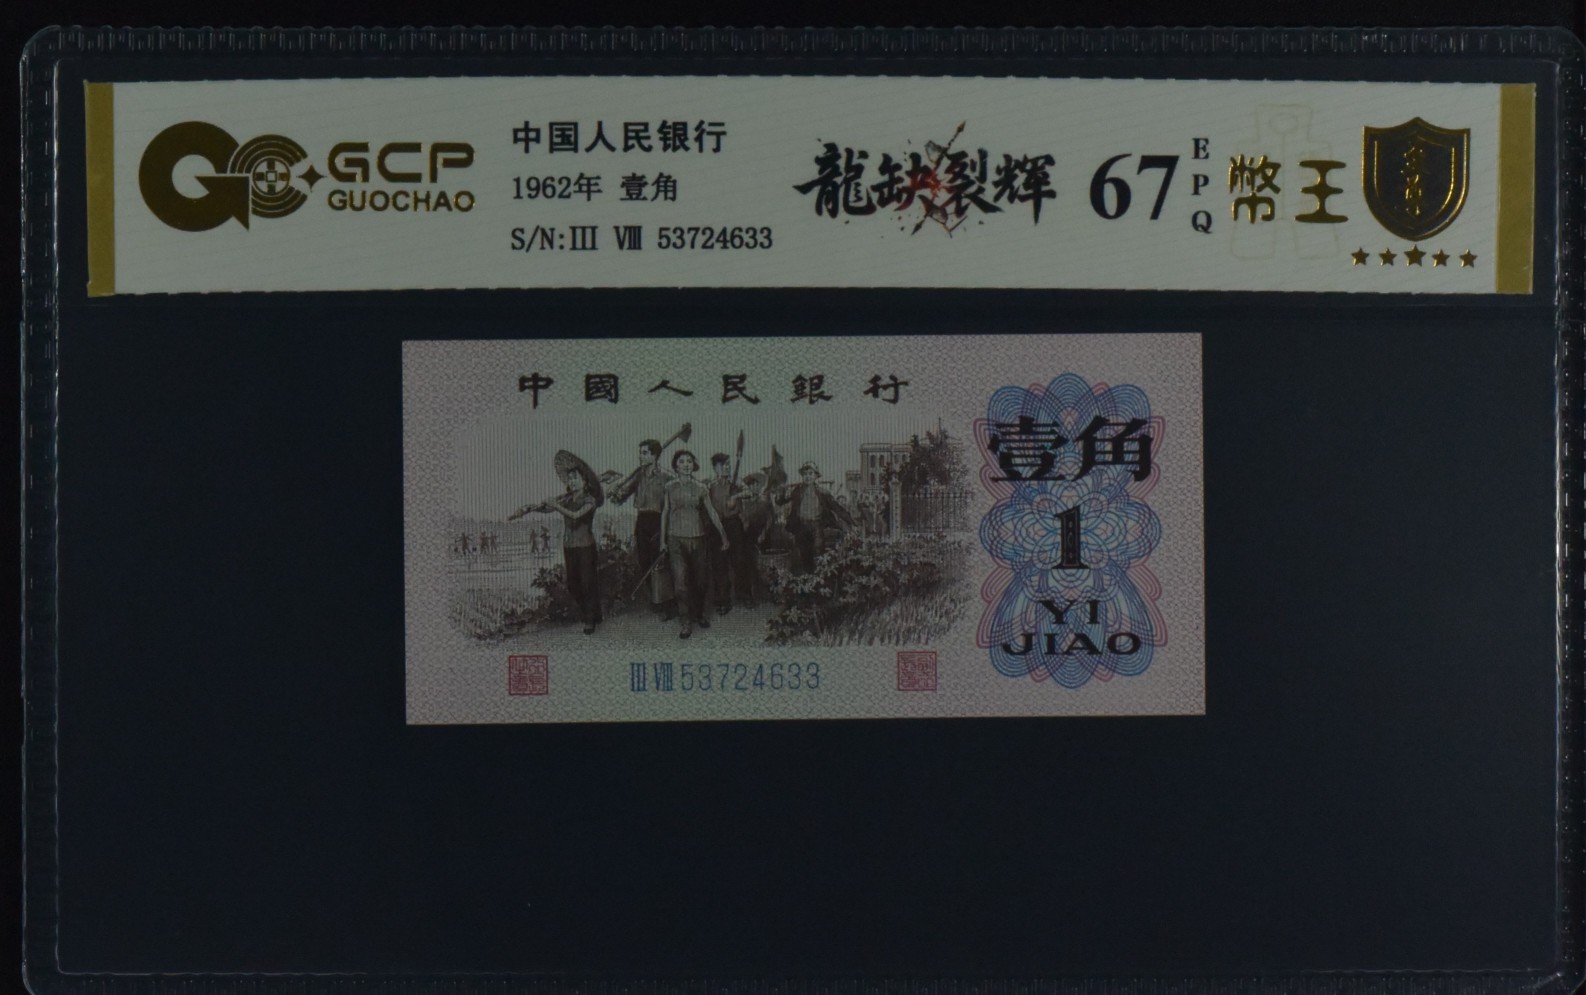 GCP
GUOCHAO
中国人民银行
1962年 壹角
S/N:III VIII 53724633
龍缺裂輝
67
EPQ
幣王
中國人民銀行
壹角
1
YI
JIAO
III VIII 53724633